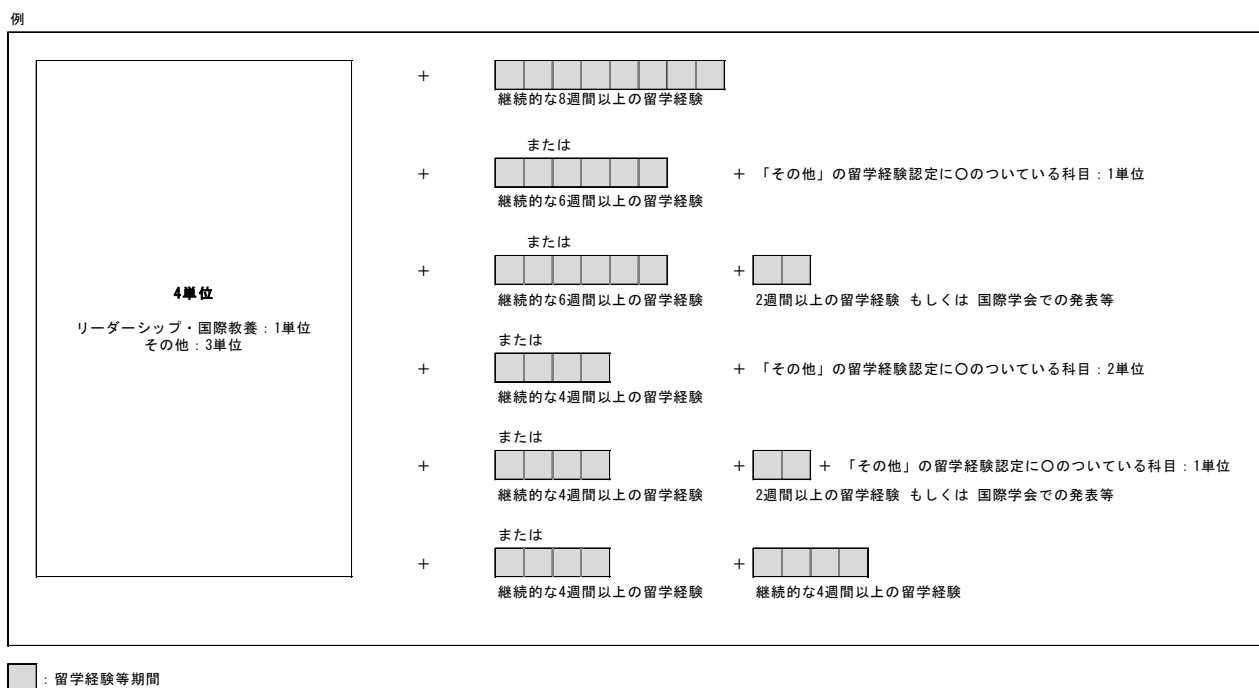 例
4単位
リーダーシップ・国際教養：1単位
その他：3単位
＋
継続的な8週間以上の留学経験
または
＋ ＋ 「その他」の留学経験認定に〇のついている科目：1単位
継続的な6週間以上の留学経験
または
＋ ＋
継続的な6週間以上の留学経験 2週間以上の留学経験 もしくは 国際学会での発表等
または
＋ ＋ 「その他」の留学経験認定に〇のついている科目：2単位
継続的な4週間以上の留学経験
または
＋ ＋ ＋ 「その他」の留学経験認定に〇のついている科目：1単位
継続的な4週間以上の留学経験 2週間以上の留学経験 もしくは 国際学会での発表等
または
＋ ＋
継続的な4週間以上の留学経験 継続的な4週間以上の留学経験
：留学経験等期間